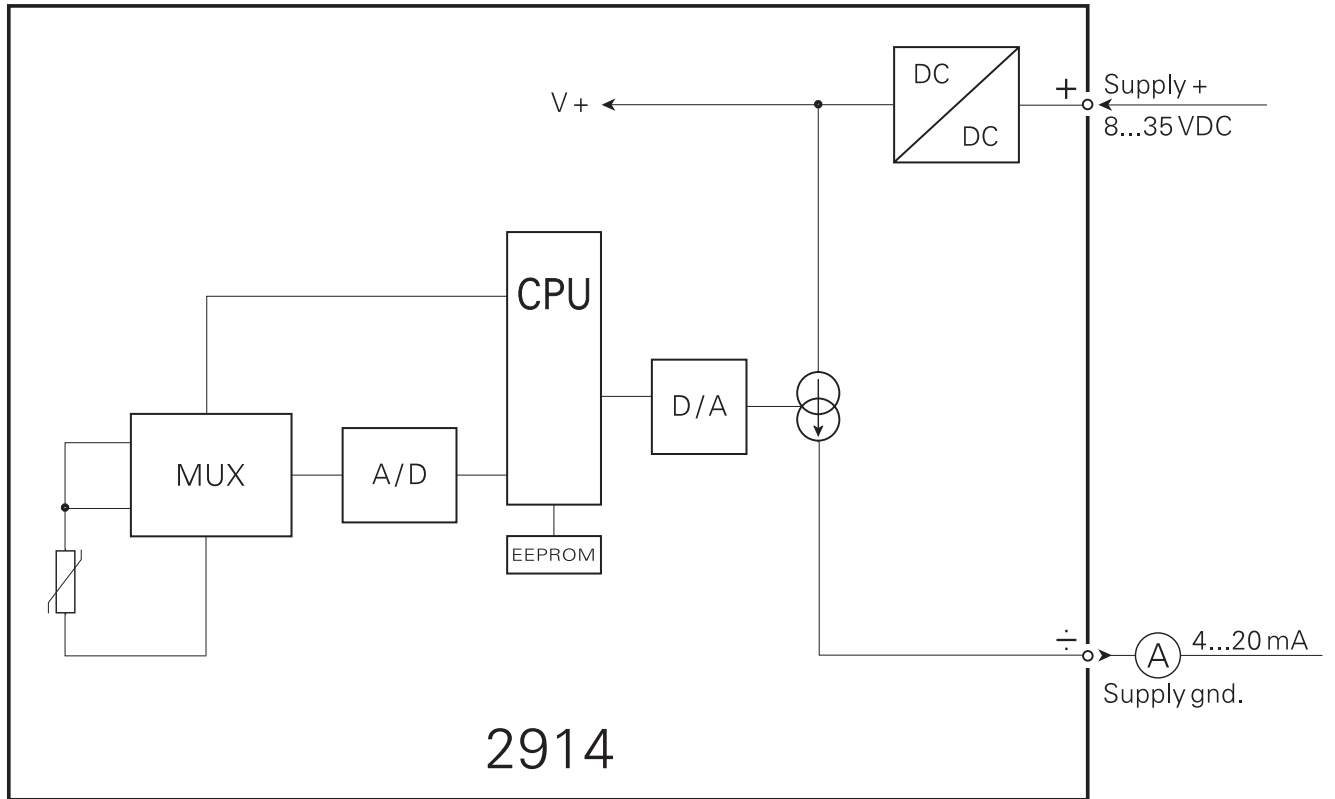 DC
DC
V +
+
Supply +
8...35 VDC
CPU
D/A
MUX
A/D
EEPROM
÷
A
4...20 mA
Supply gnd.
2914